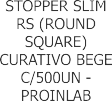 STOPPER SLIM
RS (ROUND
SQUARE)
CURATIVO BEGE
C/500UN -
PROINLAB